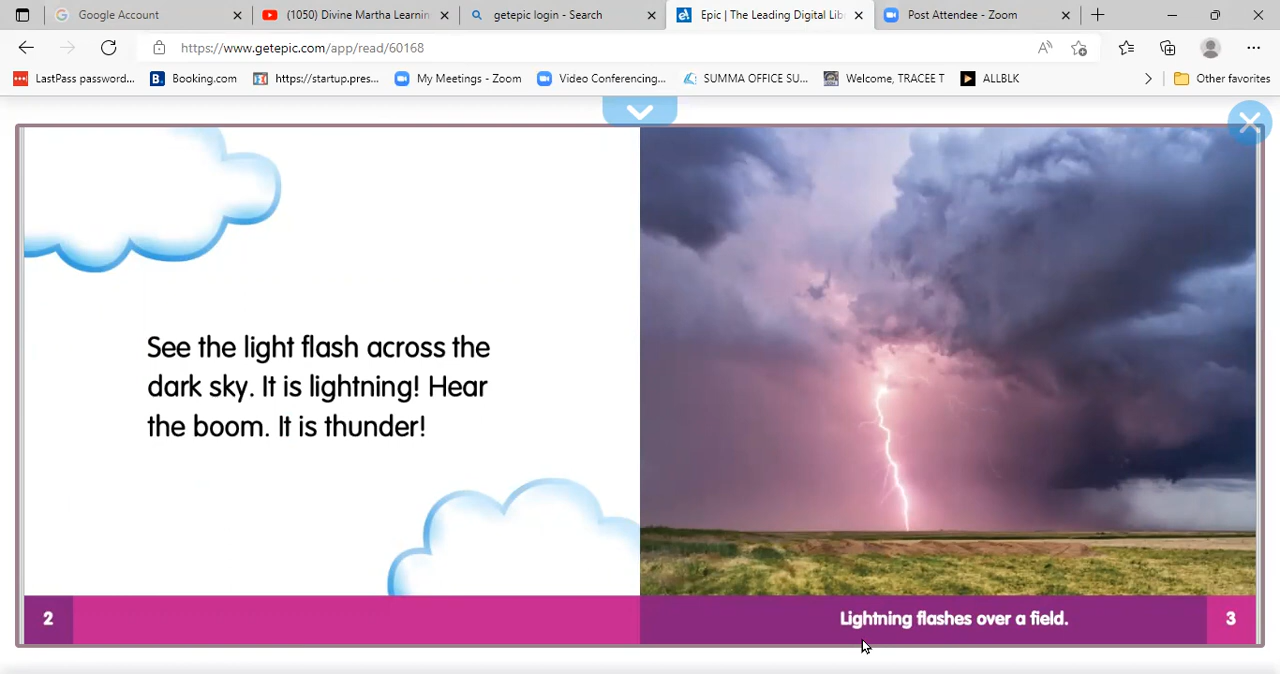 Google Account
(1050) Divine Martha Learnin
getepic login - Search
Epic | The Leading Digital Lib
Post Attendee - Zoom
https://www.getepic.com/app/read/60168
LastPass password...
Booking.com
https://startup.pres...
My Meetings - Zoom
Video Conferencing...
SUMMA OFFICE SU...
Welcome, TRACEE T
ALLBLK
Other favorites
See the light flash across the
dark sky. It is lightning! Hear
the boom. It is thunder!
2
Lightning flashes over a field.
3